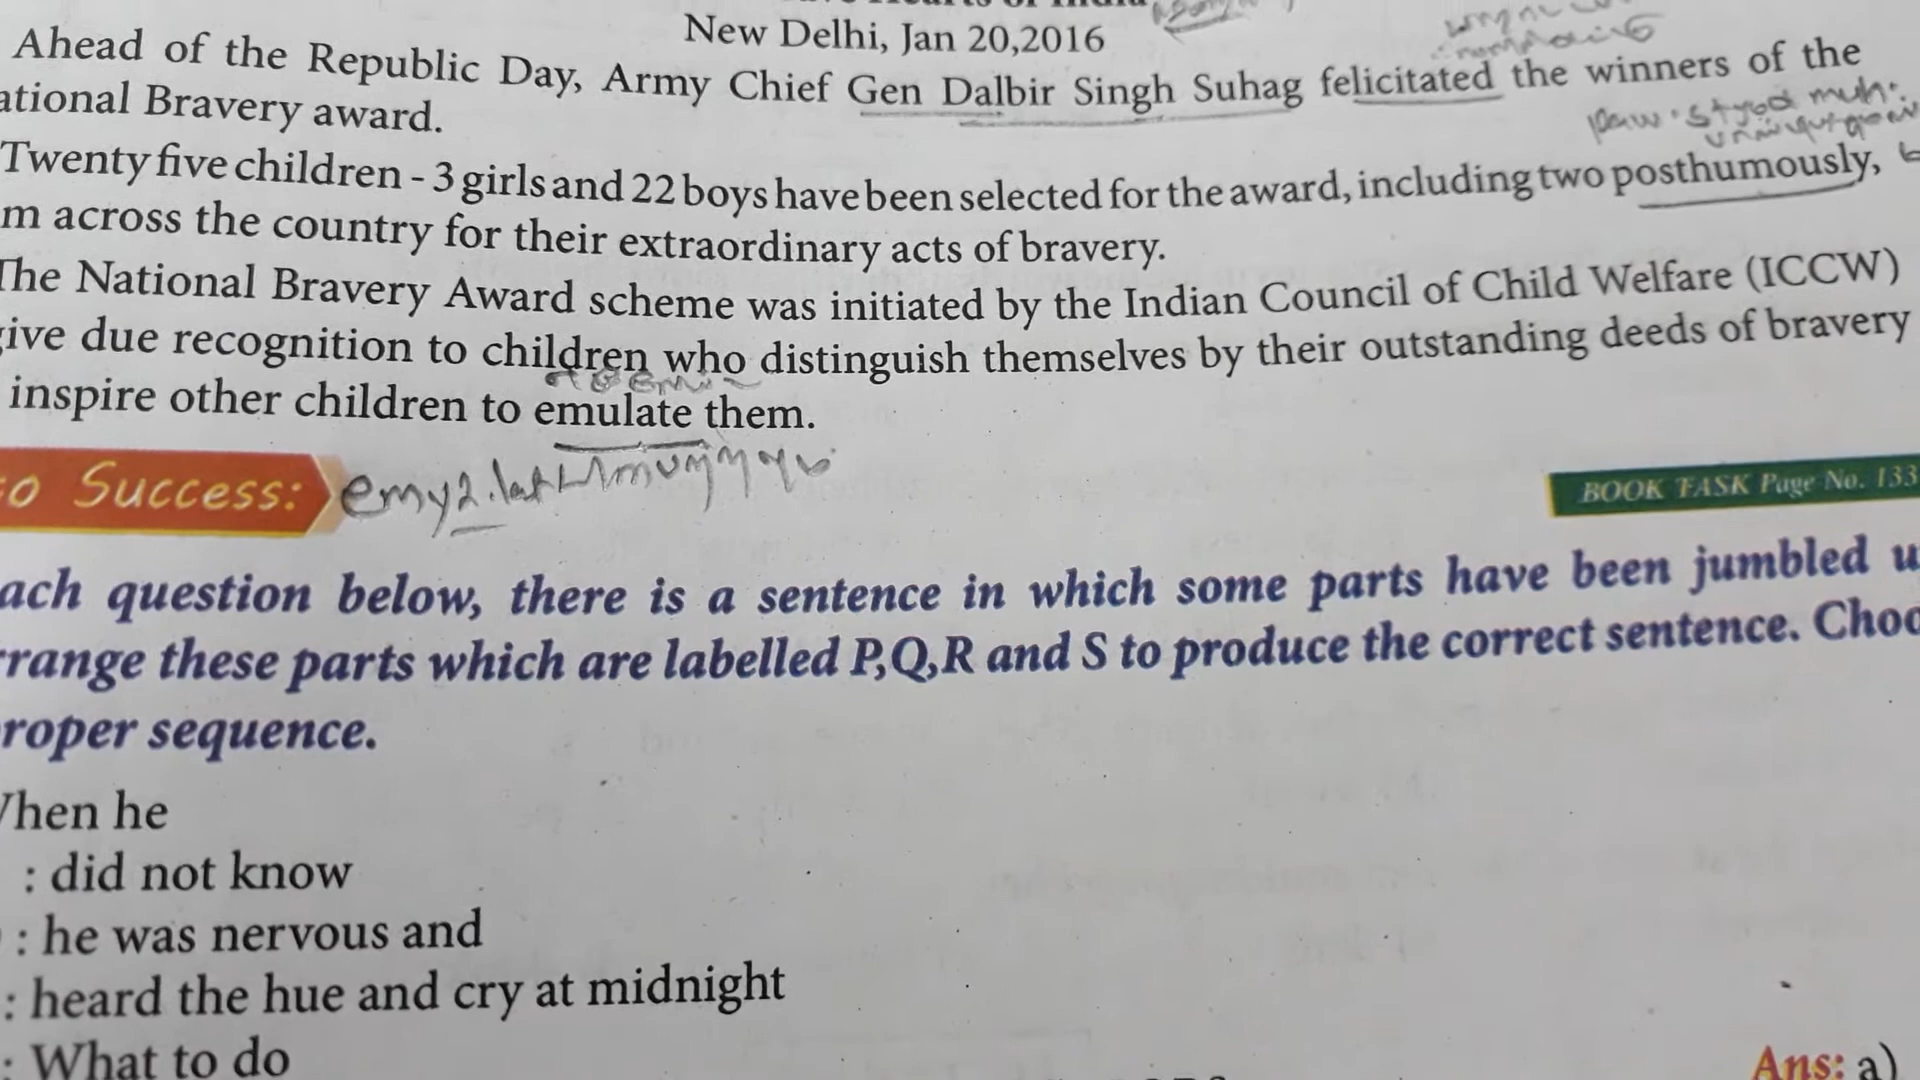 New Delhi, Jan 20,2016
Ahead of the Republic Day, Army Chief Gen Dalbir Singh Suhag felicitated the winners of the
ational Bravery award.
Twenty five children - 3 girls and 22 boys have been selected for the award, including two posthumously,
m across the country for their extraordinary acts of bravery.
The National Bravery Award scheme was initiated by the Indian Council of Child Welfare (ICCW)
ive due recognition to children who distinguish themselves by their outstanding deeds of bravery
inspire other children to emulate them.
o Success:
BOOK TASK Page No. 133
ach question below, there is a sentence in which some parts have been jumbled u
range these parts which are labelled P,Q,R and S to produce the correct sentence. Choo
roper sequence.
When he
: did not know
: he was nervous and
: heard the hue and cry at midnight
: What to do
Ans: a)